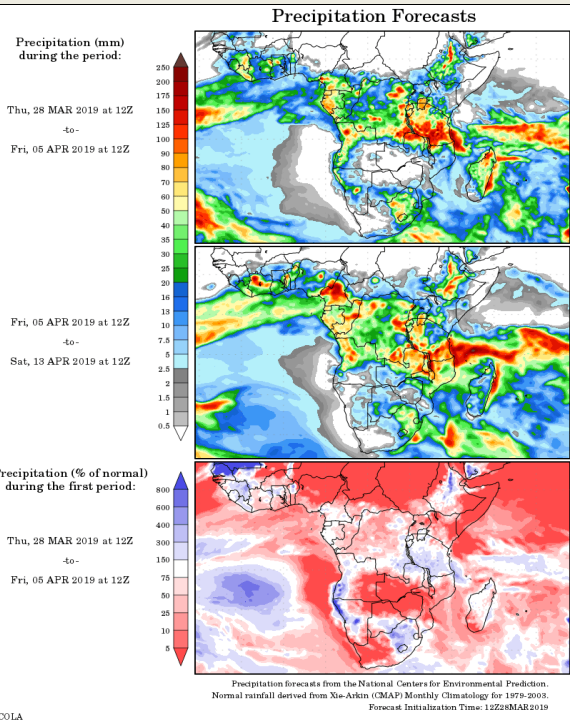 Precipitation Forecasts
Precipitation (mm)
during the period:
Thu, 28 MAR 2019 at 12Z
-to-
Fri, 05 APR 2019 at 12Z
250
200
175
150
125
100
90
80
70
60
50
40
35
30
25
20
16
13
10
7.5
5
2.5
2
1.5
1
0.5
Fri, 05 APR 2019 at 12Z
-to-
Sat, 13 APR 2019 at 12Z
recipitation (% of normal)
during the first period:
800
600
400
300
150
75
50
25
10
5
Thu, 28 MAR 2019 at 12Z
-to-
Fri, 05 APR 2019 at 12Z
Precipitation forecasts from the National Centers for Environmental Prediction.
Normal rainfall derived from Xie-Arkin (CMAP) Monthly Climatology for 1979-2003.
Forecast Initialization Time: 12Z28MAR2019
COLA